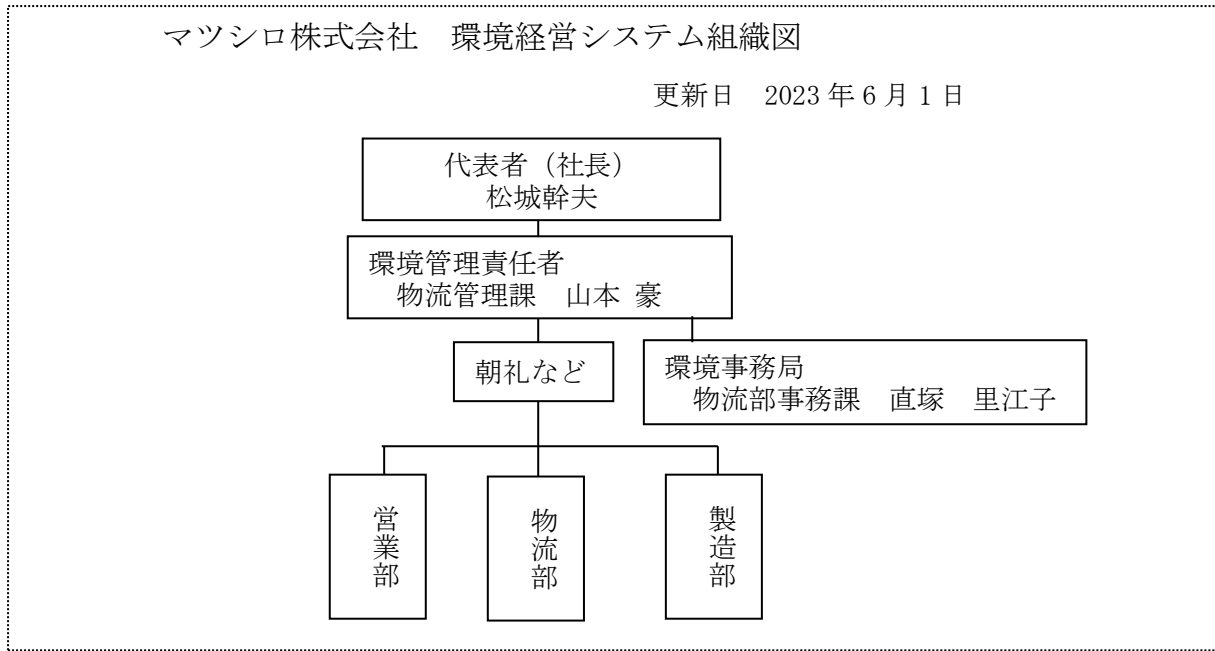 マツシロ株式会社　環境経営システム組織図
更新日　2023年6月1日
代表者（社長）
松城幹夫
環境管理責任者
物流管理課　山本 豪
朝礼など
環境事務局
物流部事務課　直塚　里江子
営業部
物流部
製造部